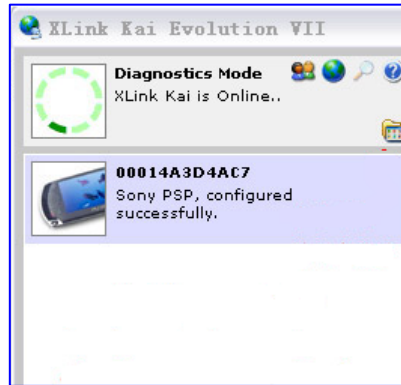 XLink Kai Evolution VII
Diagnostics Mode
XLink Kai is Online..
00014A3D4AC7
Sony PSP, configured
successfully.